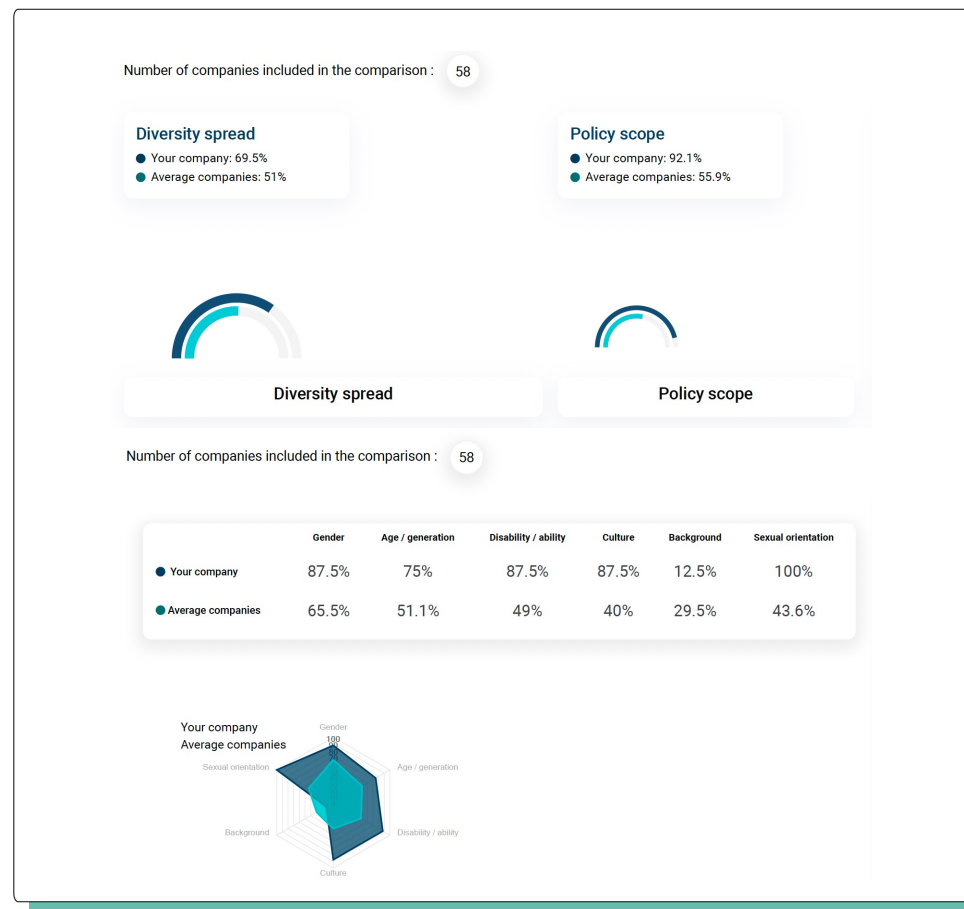 Number of companies included in the comparison : 58
Diversity spread
Your company: 69.5%
Average companies: 51%
Policy scope
Your company: 92.1%
Average companies: 55.9%
Diversity spread
Policy scope
Number of companies included in the comparison : 58
Gender Age / generation Disability / ability Culture Background Sexual orientation
Your company 87.5% 75% 87.5% 87.5% 12.5% 100%
Average companies 65.5% 51.1% 49% 40% 29.5% 43.6%
Your company
Average companies
Gender
100
Sexual orientation
Age / generation
Background
Disability / ability
Culture